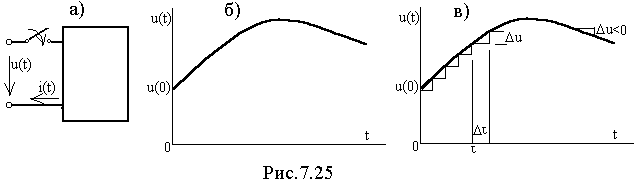 а)
u(t)
i(t)
б)
u(t)
u(0)
0
t
в)
u(t)
u(0)
0
Δu
Δu<0
Δt
τ
t
Рис.7.25